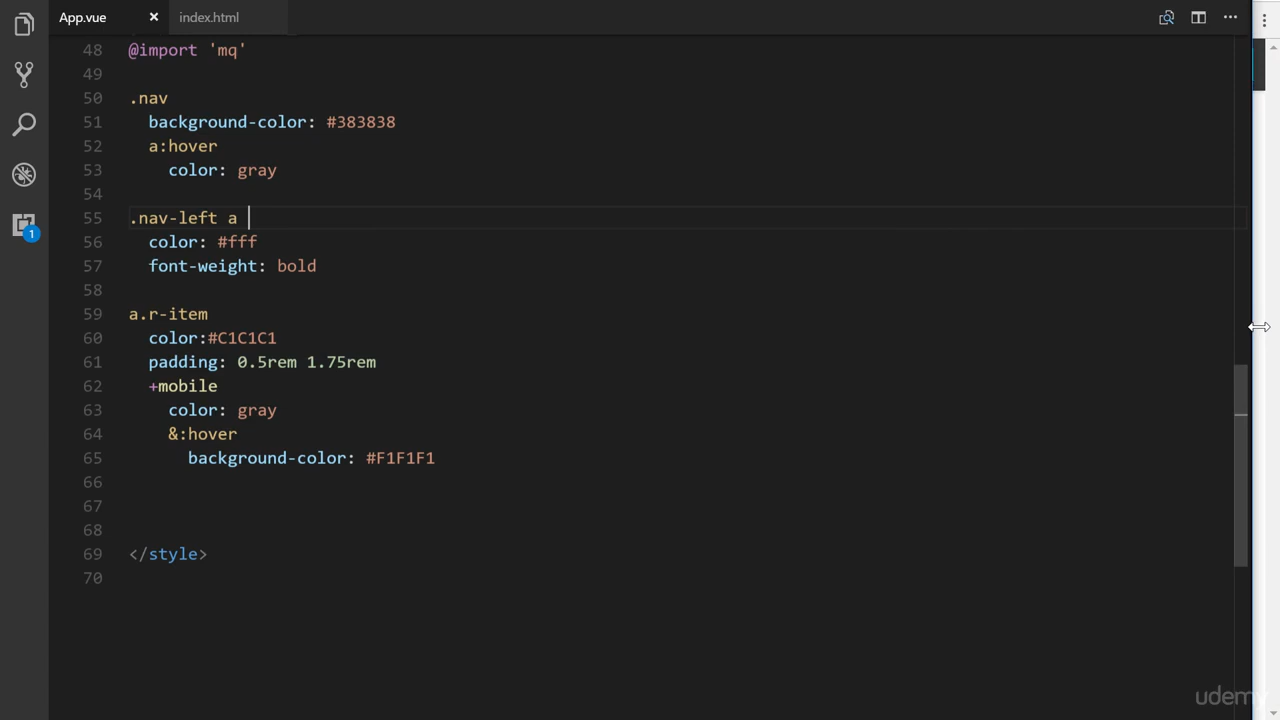 App.vue
index.html
48 @import 'mq'
49
50 .nav
51 background-color: #383838
52 a:hover
53 color: gray
54
55 .nav-left a
56 color: #fff
57 font-weight: bold
58
59 a.r-item
60 color:#C1C1C1
61 padding: 0.5rem 1.75rem
62 +mobile
63 color: gray
64 &:hover
65 background-color: #F1F1F1
66
67
68
69 </style>
70
1
udemy